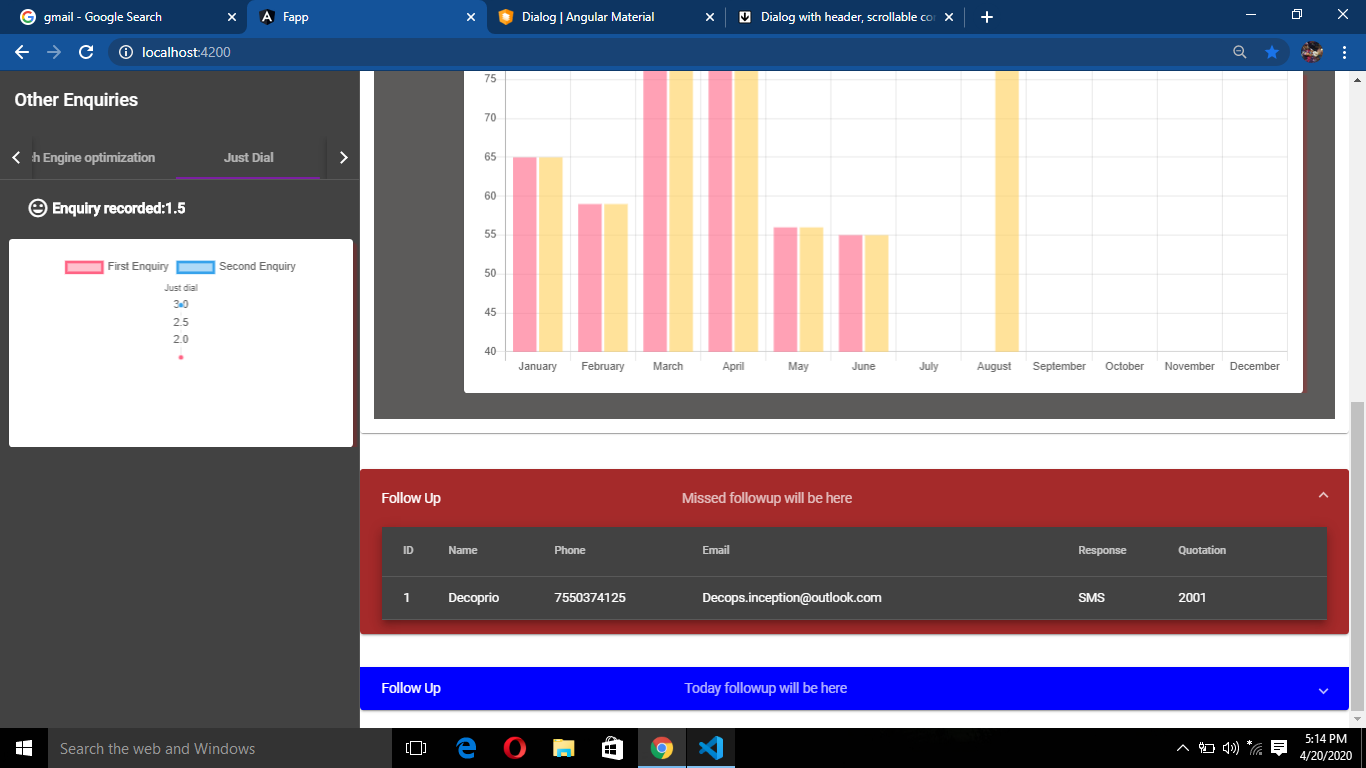 gmail - Google Search
Fapp
Dialog | Angular Material
Dialog with header, scrollable co
localhost:4200
Other Enquiries
h Engine optimization
Just Dial
Enquiry recorded:1.5
First Enquiry
Second Enquiry
Just dial
3.0
2.5
2.0
75
70
65
60
55
50
45
40
January
February
March
April
May
June
July
August
September
October
November
December
Follow Up
Missed followup will be here
ID Name Phone Email Response Quotation
1 Decoprio 7550374125 Decops.inception@outlook.com SMS 2001
Follow Up
Today followup will be here
Search the web and Windows
5:14 PM
4/20/2020